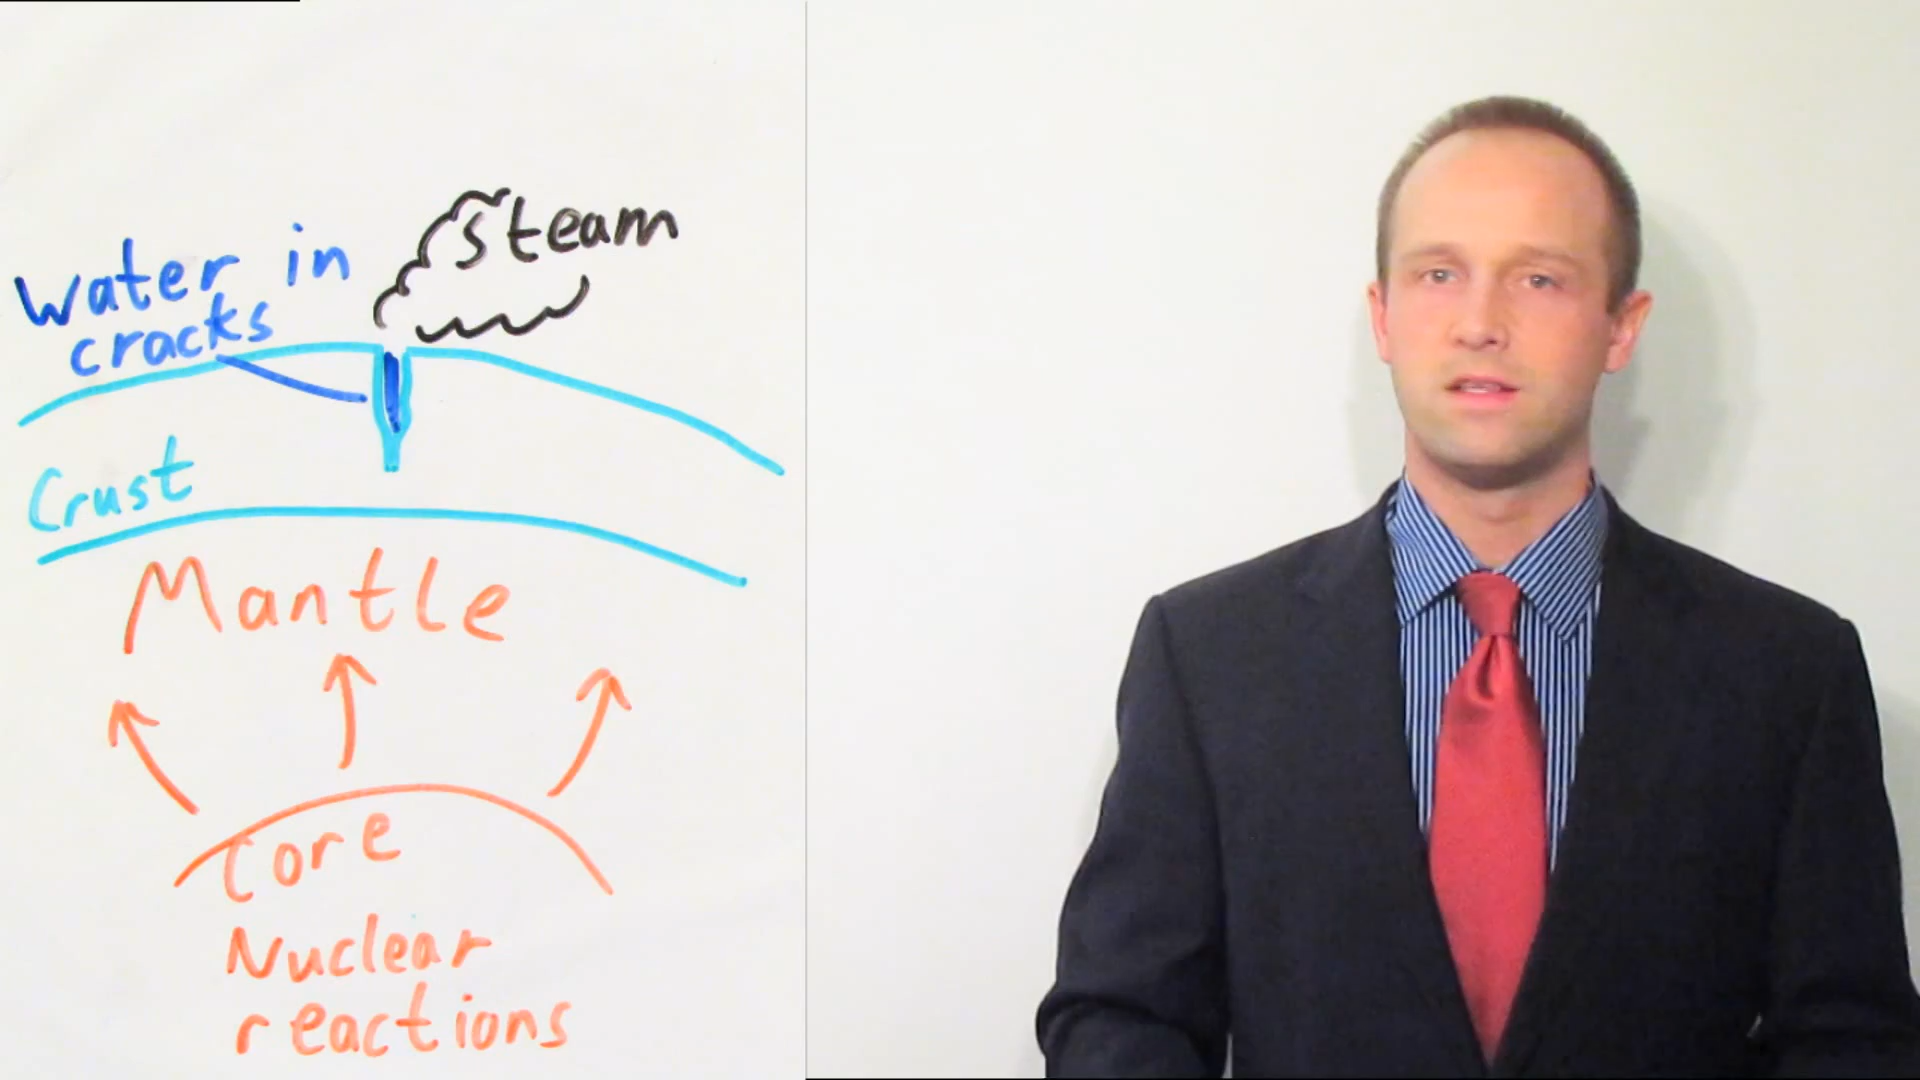 Steam
Water in
cracks
Crust
Mantle
Core
Nuclear
reactions